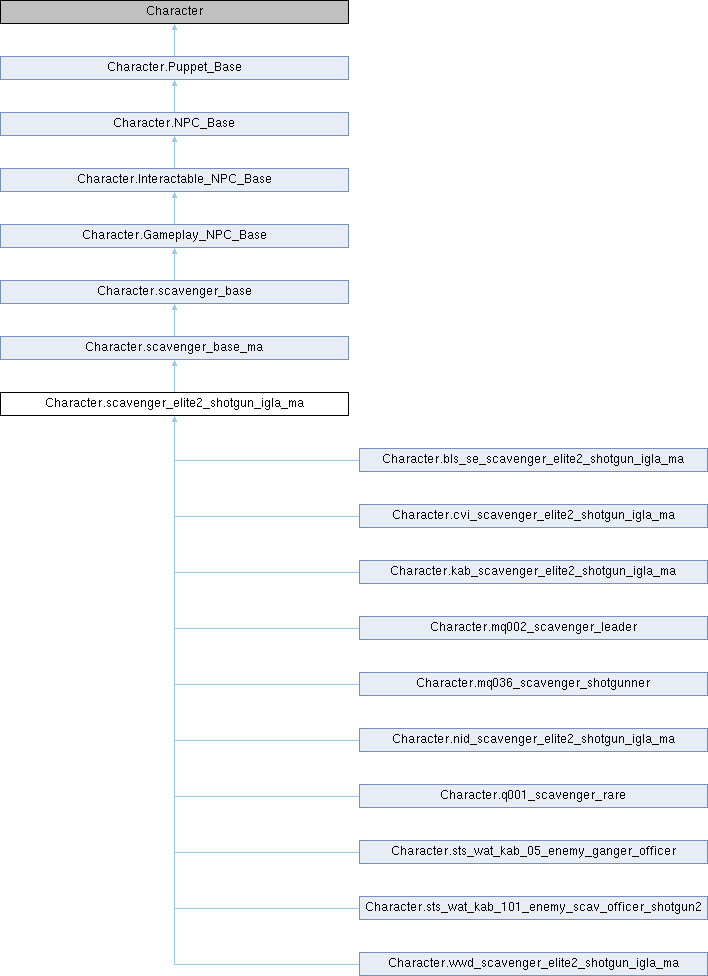 Character
Character.Puppet_Base
Character.NPC_Base
Character.Interactable_NPC_Base
Character.Gameplay_NPC_Base
Character.scavenger_base
Character.scavenger_base_ma
Character.scavenger_elite2_shotgun_igla_ma
Character.bls_se_scavenger_elite2_shotgun_igla_ma
Character.cvi_scavenger_elite2_shotgun_igla_ma
Character.kab_scavenger_elite2_shotgun_igla_ma
Character.mq002_scavenger_leader
Character.mq036_scavenger_shotgunner
Character.nid_scavenger_elite2_shotgun_igla_ma
Character.q001_scavenger_rare
Character.sts_wat_kab_05_enemy_ganger_officer
Character.sts_wat_kab_101_enemy_scav_officer_shotgun2
Character.wwd_scavenger_elite2_shotgun_igla_ma